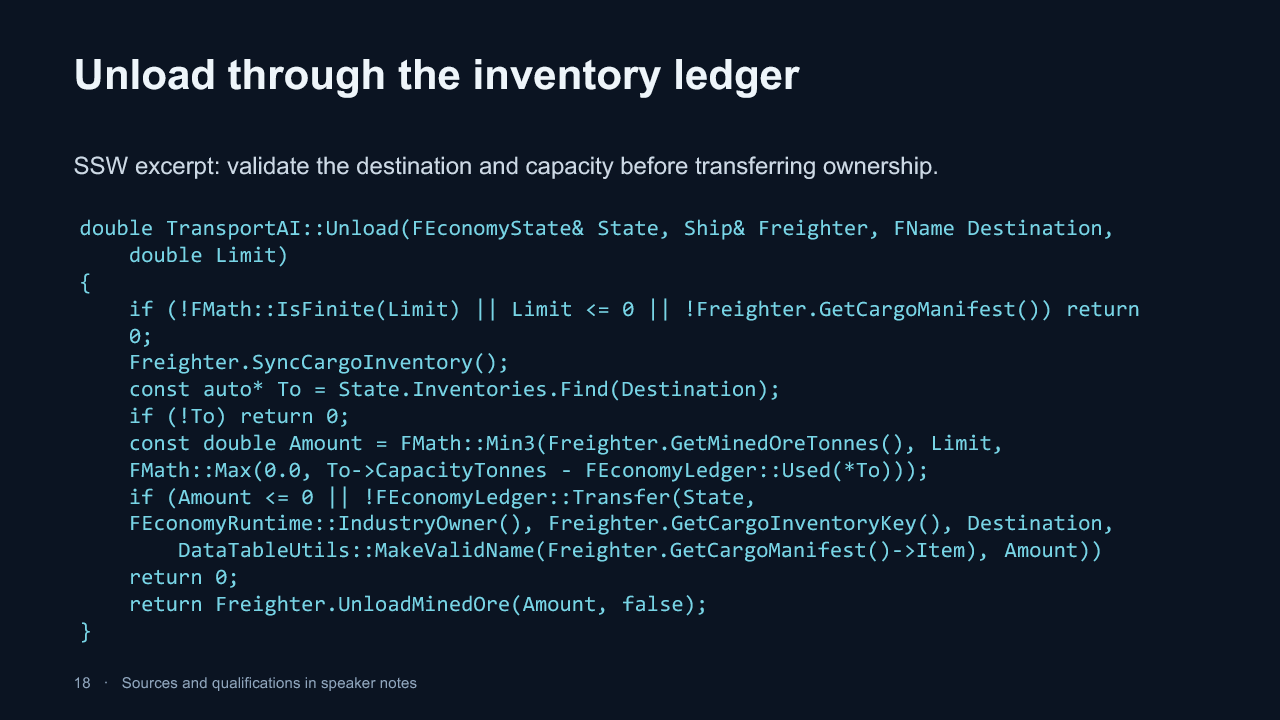 Unload through the inventory ledger
SSW excerpt: validate the destination and capacity before transferring ownership.
double TransportAI::Unload(FEconomyState& State, Ship& Freighter, FName Destination,
    double Limit)
{
    if (!FMath::IsFinite(Limit) || Limit <= 0 || !Freighter.GetCargoManifest()) return
    0;
    Freighter.SyncCargoInventory();
    const auto* To = State.Inventories.Find(Destination);
    if (!To) return 0;
    const double Amount = FMath::Min3(Freighter.GetMinedOreTonnes(), Limit,
    FMath::Max(0.0, To->CapacityTonnes - FEconomyLedger::Used(*To)));
    if (Amount <= 0 || !FEconomyLedger::Transfer(State,
    FEconomyRuntime::IndustryOwner(), Freighter.GetCargoInventoryKey(), Destination,
        DataTableUtils::MakeValidName(Freighter.GetCargoManifest()->Item), Amount))
    return 0;
    return Freighter.UnloadMinedOre(Amount, false);
}
18 · Sources and qualifications in speaker notes